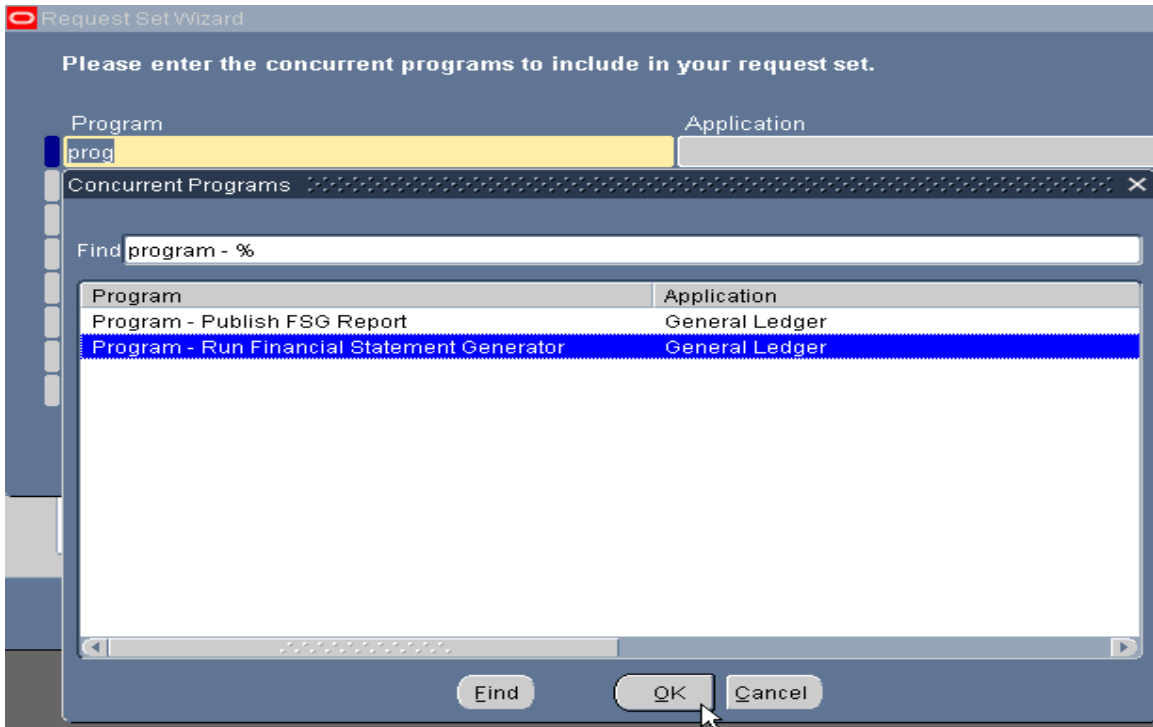 Request Set Wizard
Please enter the concurrent programs to include in your request set.
Program Application
prog
Concurrent Programs
Find program - %
Program Application
Program - Publish FSG Report General Ledger
Program - Run Financial Statement Generator General Ledger
Find OK Cancel